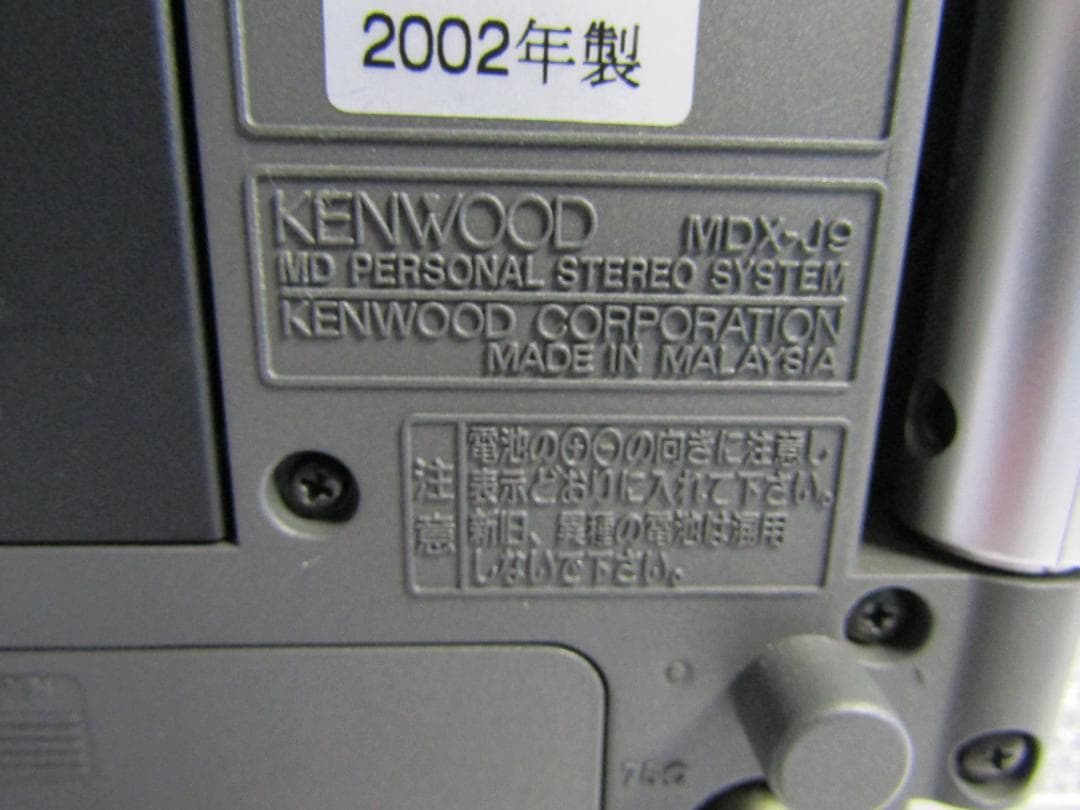 2002年製
KENWOOD MDX-J9
MD PERSONAL STEREO SYSTEM
KENWOOD CORPORATION
MADE IN MALAYSIA
注意
電池の⊕⊖の向きに注意し
表示どおりに入れて下さい。
新旧、異種の電池は混用
しないで下さい。
75Ω